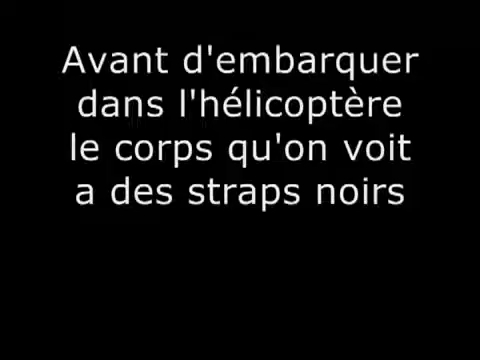 Avant d'embarquer
dans l'hélicoptère
le corps qu'on voit
a des straps noirs